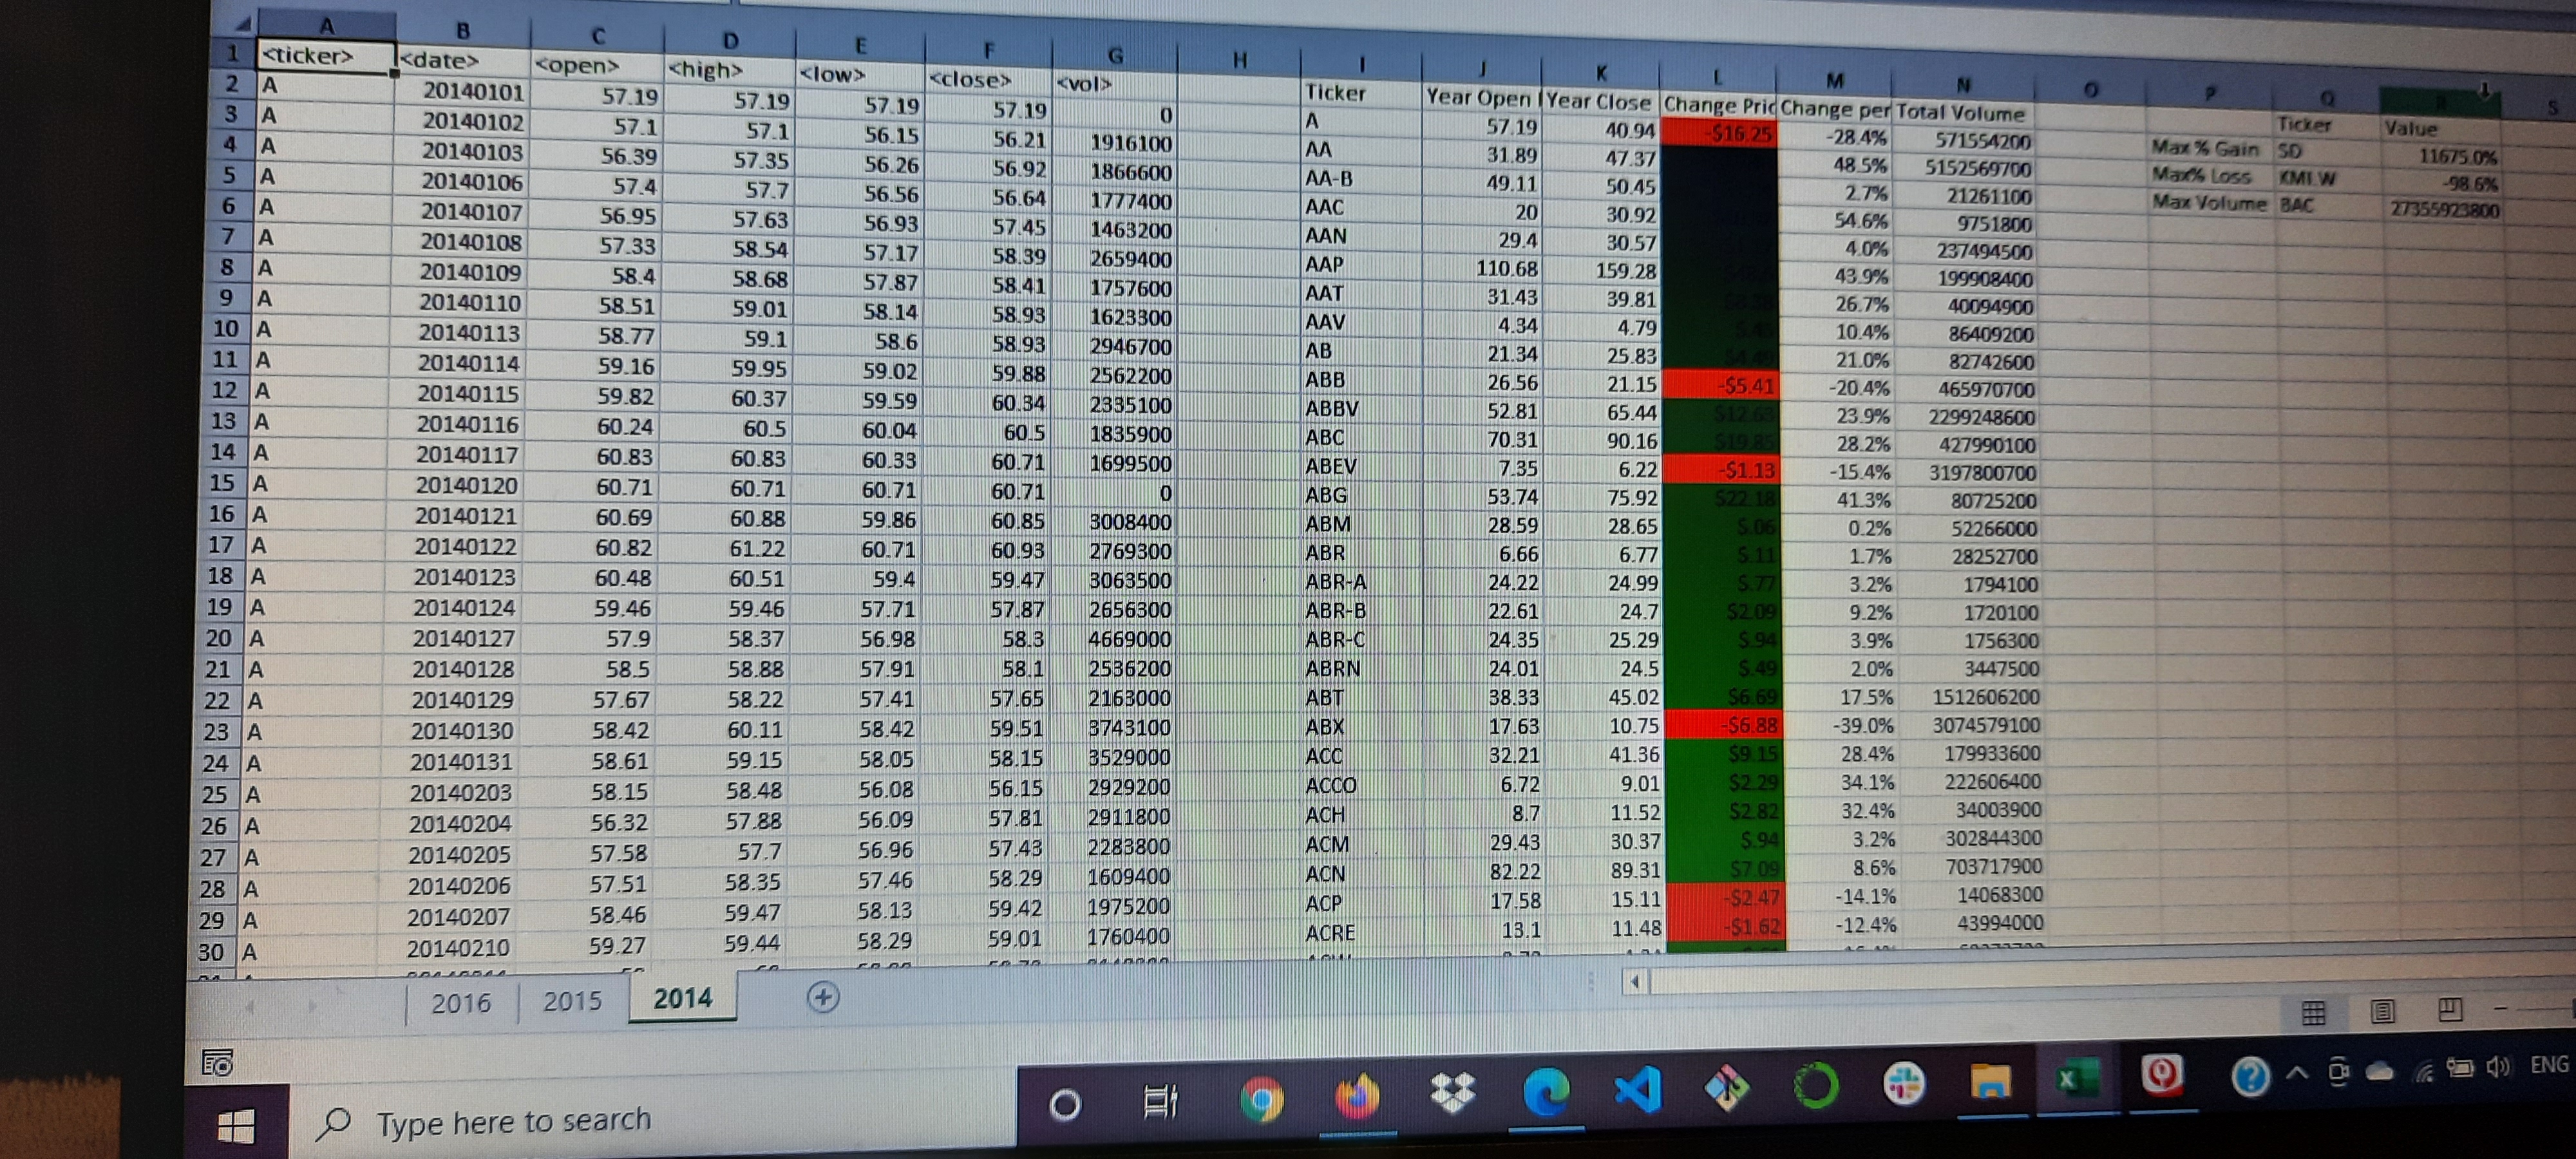 A B C D E F G H I J K L M N O P Q R S
1 <ticker> <date> <open> <high> <low> <close> <vol> Ticker Year Open Year Close Change Pric Change per Total Volume Ticker Value
2 A 20140101 57.19 57.19 57.19 57.19 0 A 57.19 40.94 -$16.25 -28.4% 571554200 Max % Gain SD 11675.0%
3 A 20140102 57.1 57.1 56.15 56.21 1916100 AA 31.89 47.37 48.5% 5152569700 Max% Loss KMI.W -98.6%
4 A 20140103 56.39 57.35 56.26 56.92 1866600 AA-B 49.11 50.45 2.7% 21261100 Max Volume BAC 27355923800
5 A 20140106 57.4 57.7 56.56 56.64 1777400 AAC 20 30.92 54.6% 9751800
6 A 20140107 56.95 57.63 56.93 57.45 1463200 AAN 29.4 30.57 4.0% 237494500
7 A 20140108 57.33 58.54 57.17 58.39 2659400 AAP 110.68 159.28 43.9% 199908400
8 A 20140109 58.4 58.68 57.87 58.41 1757600 AAT 31.43 39.81 26.7% 40094900
9 A 20140110 58.51 59.01 58.14 58.93 1623300 AAV 4.34 4.79 10.4% 86409200
10 A 20140113 58.77 59.1 58.6 58.93 2946700 AB 21.34 25.83 21.0% 82742600
11 A 20140114 59.16 59.95 59.02 59.88 2562200 ABB 26.56 21.15 -$5.41 -20.4% 465970700
12 A 20140115 59.82 60.37 59.59 60.34 2335100 ABBV 52.81 65.44 $12.63 23.9% 2299248600
13 A 20140116 60.24 60.5 60.04 60.5 1835900 ABC 70.31 90.16 $19.85 28.2% 427990100
14 A 20140117 60.83 60.83 60.33 60.71 1699500 ABEV 7.35 6.22 -$1.13 -15.4% 3197800700
15 A 20140120 60.71 60.71 60.71 60.71 0 ABG 53.74 75.92 $22.18 41.3% 80725200
16 A 20140121 60.69 60.88 59.86 60.85 3008400 ABM 28.59 28.65 $.06 0.2% 52266000
17 A 20140122 60.82 61.22 60.71 60.93 2769300 ABR 6.66 6.77 $.11 1.7% 28252700
18 A 20140123 60.48 60.51 59.4 59.47 3063500 ABR-A 24.22 24.99 $.77 3.2% 1794100
19 A 20140124 59.46 59.46 57.71 57.87 2656300 ABR-B 22.61 24.7 $2.09 9.2% 1720100
20 A 20140127 57.9 58.37 56.98 58.3 4669000 ABR-C 24.35 25.29 $.94 3.9% 1756300
21 A 20140128 58.5 58.88 57.91 58.1 2536200 ABRN 24.01 24.5 $.49 2.0% 3447500
22 A 20140129 57.67 58.22 57.41 57.65 2163000 ABT 38.33 45.02 $6.69 17.5% 1512606200
23 A 20140130 58.42 60.11 58.42 59.51 3743100 ABX 17.63 10.75 -$6.88 -39.0% 3074579100
24 A 20140131 58.61 59.15 58.05 58.15 3529000 ACC 32.21 41.36 $9.15 28.4% 179933600
25 A 20140203 58.15 58.48 56.08 56.15 2929200 ACCO 6.72 9.01 $2.29 34.1% 222606400
26 A 20140204 56.32 57.88 56.09 57.81 2911800 ACH 8.7 11.52 $2.82 32.4% 34003900
27 A 20140205 57.58 57.7 56.96 57.43 2283800 ACM 29.43 30.37 $.94 3.2% 302844300
28 A 20140206 57.51 58.35 57.46 58.29 1609400 ACN 82.22 89.31 $7.09 8.6% 703717900
29 A 20140207 58.46 59.47 58.13 59.42 1975200 ACP 17.58 15.11 -$2.47 -14.1% 14068300
30 A 20140210 59.27 59.44 58.29 59.01 1760400 ACRE 13.1 11.48 -$1.62 -12.4% 43994000
2016 2015 2014
Type here to search
ENG